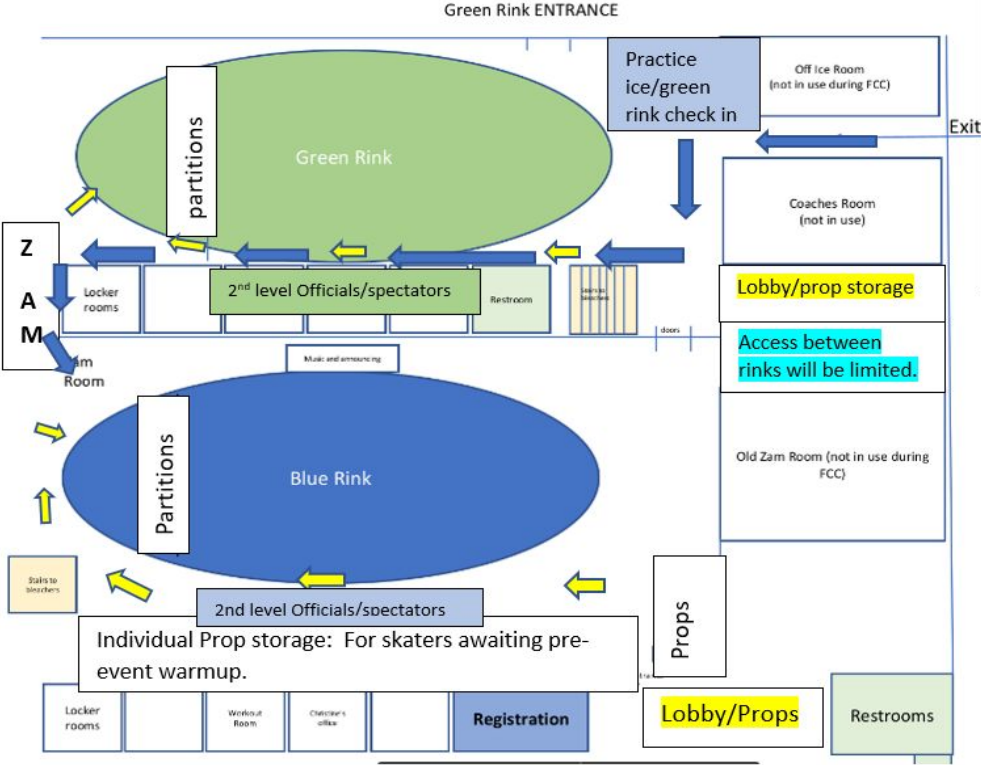 Green Rink ENTRANCE
Practice
ice/green
rink check in
Off Ice Room
(not in use during FCC)
Exit
partitions
Green Rink
Coaches Room
(not in use)
Z
A
M
Locker
rooms
2nd level Officials/spectators
Restroom
Stairs to
bleachers
Lobby/prop storage
doors
Access between
rinks will be limited.
Music and announcing
Room
Partitions
Blue Rink
Old Zam Room (not in use during
FCC)
Stairs to
bleachers
2nd level Officials/spectators
Individual Prop storage: For skaters awaiting pre-
event warmup.
Props
Locker
rooms
Workout
Room
Christine's
office
Registration
Lobby/Props
Restrooms